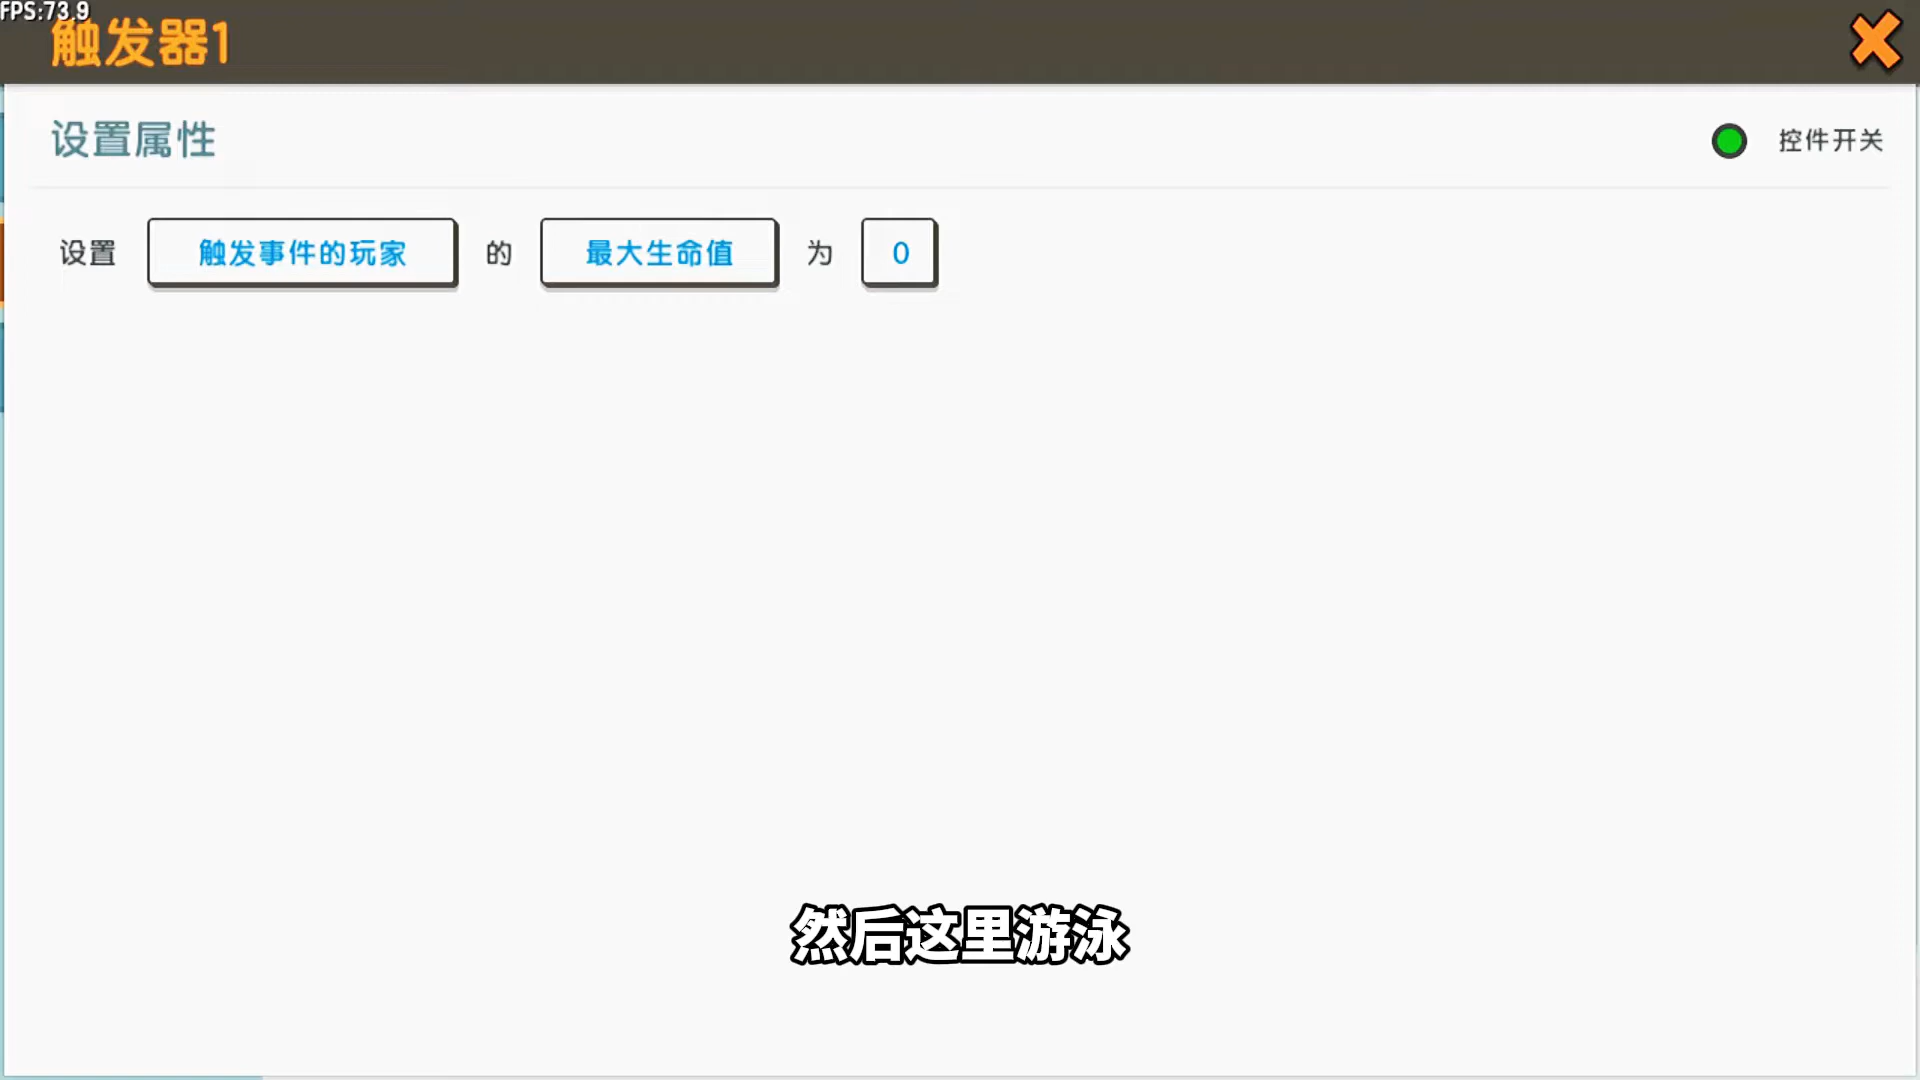 FPS:73.9
触发器1
设置属性
控件开关
设置 触发事件的玩家 的 最大生命值 为 0
然后这里游泳